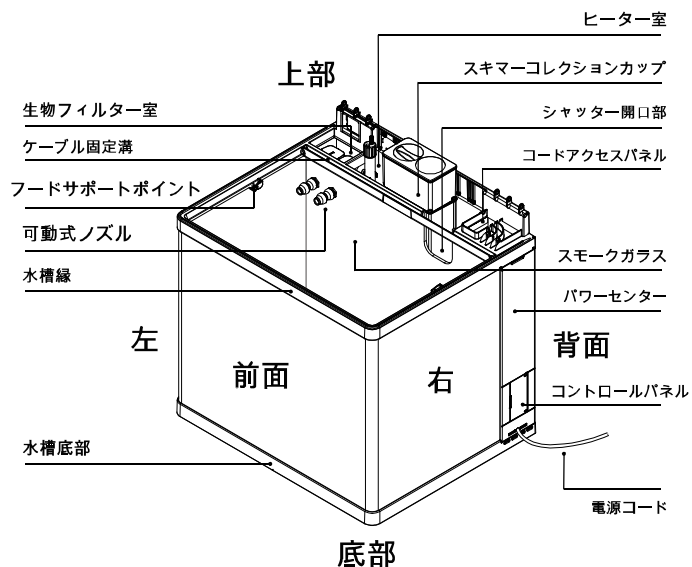 ヒーター室
上部
スキマーコレクションカップ
生物フィルター室
シャッター開口部
ケーブル固定溝
コードアクセスパネル
フードサポートポイント
可動式ノズル
スモークガラス
水槽縁
パワーセンター
左
前面
右
背面
コントロールパネル
水槽底部
電源コード
底部